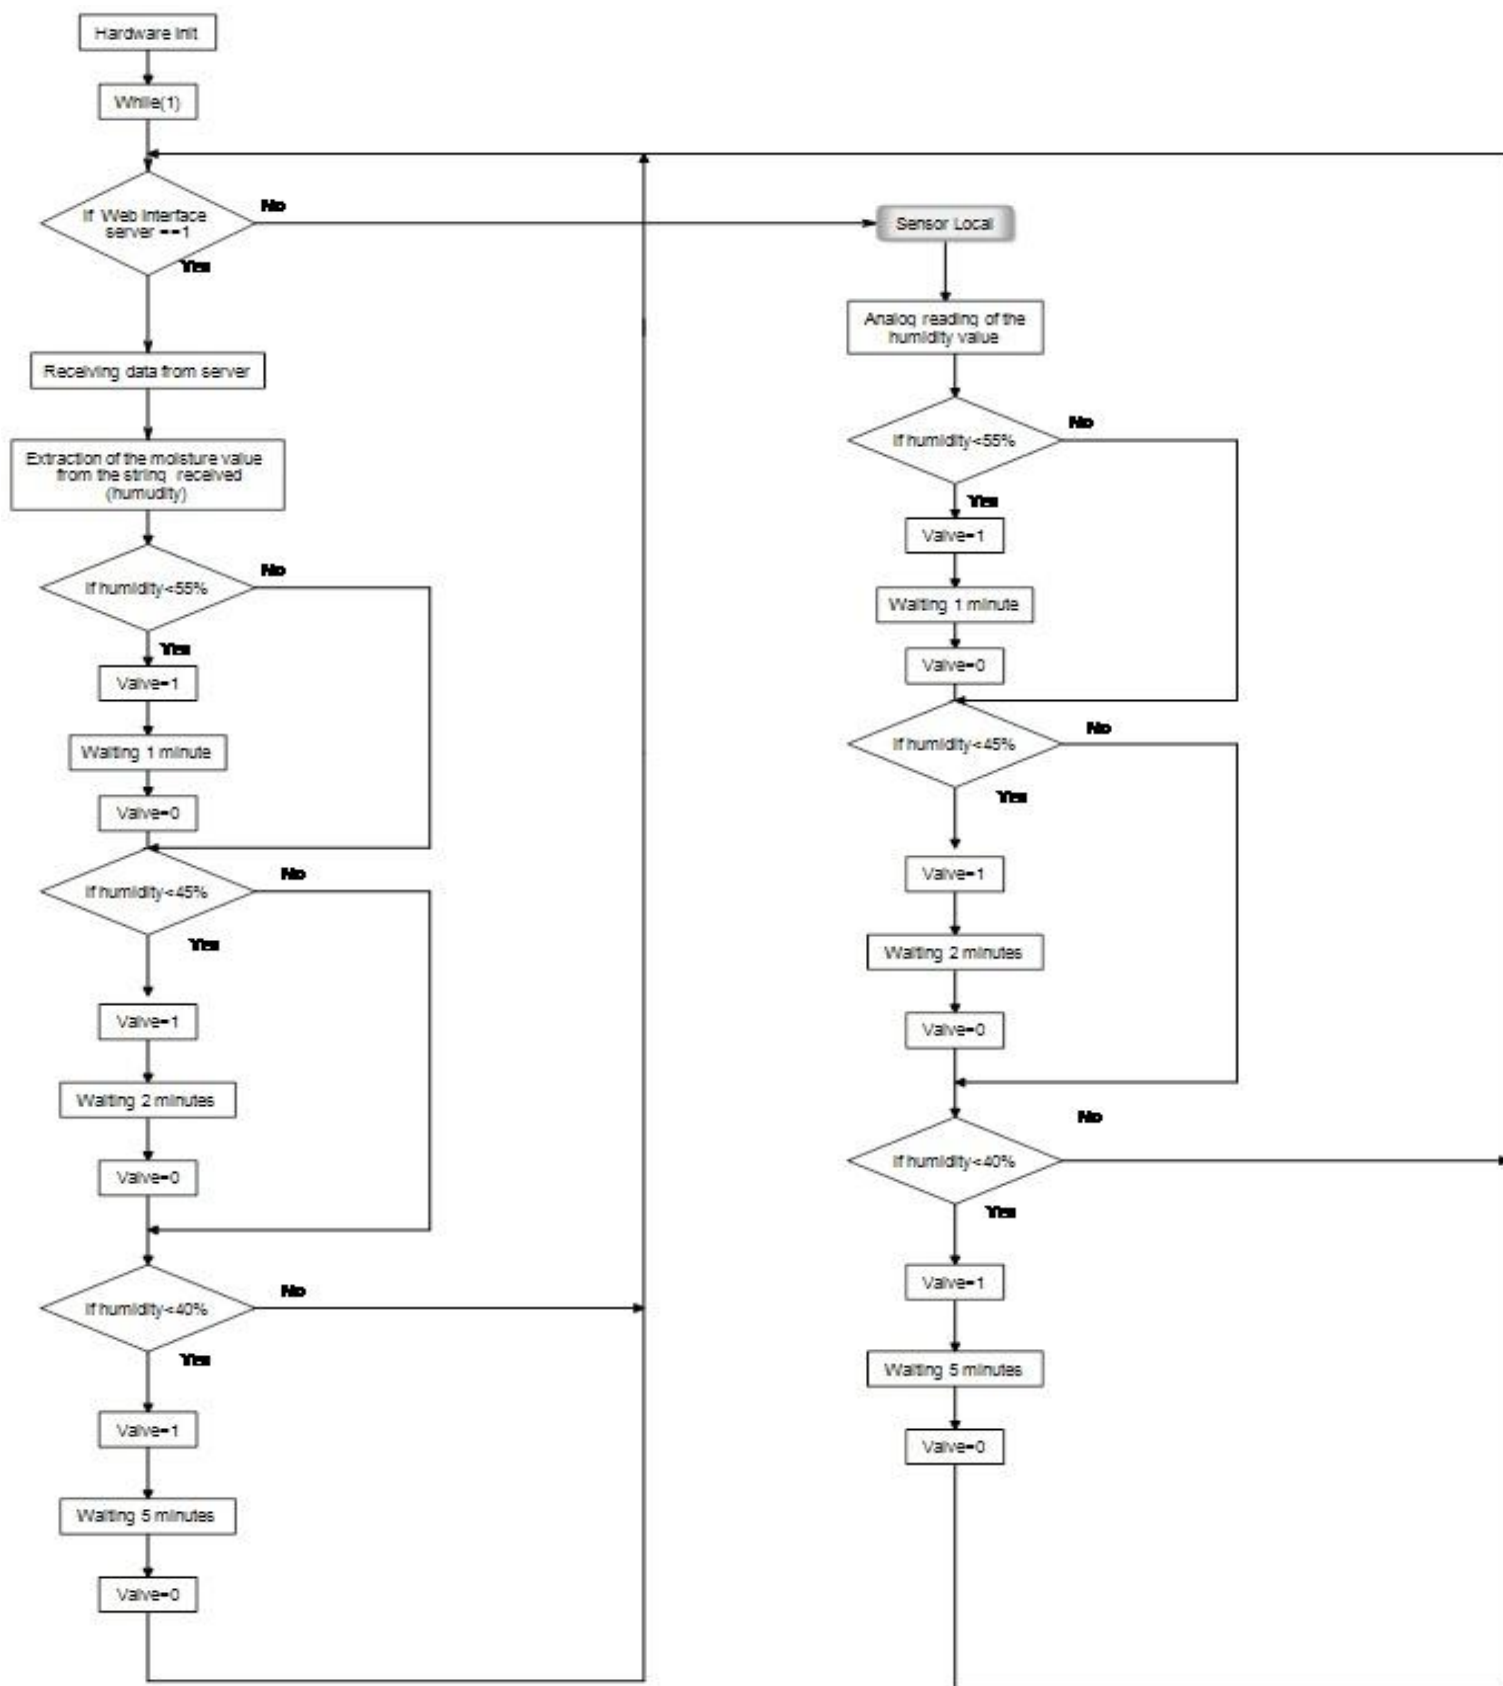 Hardware Init
While(1)
If Web Interface
server ==1
No
Yes
Receiving data from server
Extraction of the moisture value
from the string received
(humudity)
If humidity<55%
No
Yes
Valve=1
Waiting 1 minute
Valve=0
If humidity<45%
No
Yes
Valve=1
Waiting 2 minutes
Valve=0
If humidity<40%
No
Yes
Valve=1
Waiting 5 minutes
Valve=0
Sensor Local
Analog reading of the
humidity value
If humidity<55%
No
Yes
Valve=1
Waiting 1 minute
Valve=0
If humidity<45%
No
Yes
Valve=1
Waiting 2 minutes
Valve=0
If humidity<40%
No
Yes
Valve=1
Waiting 5 minutes
Valve=0